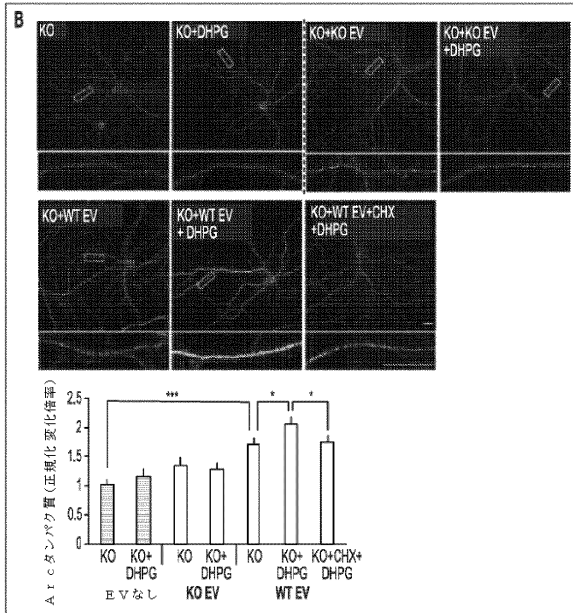 B
KO
KO+DHPG
KO+KO EV
KO+KO EV
+DHPG
KO+WT EV
KO+WT EV
+ DHPG
KO+WT EV+CHX
+DHPG
Arcタンパク質(正規化 変化倍率)
2.5
2
1.5
1
0.5
0
***
*
*
KO
KO+
DHPG
KO
KO+
DHPG
KO
KO+
DHPG
KO+CHX+
DHPG
EVなし
KO EV
WT EV